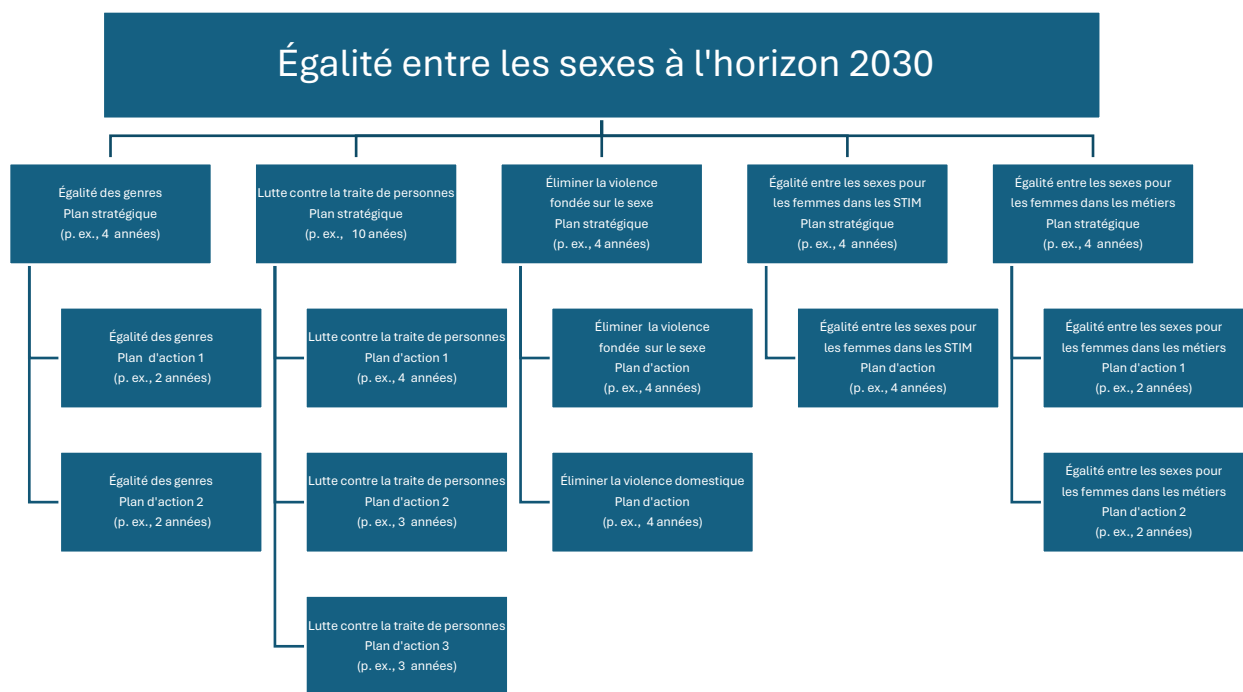 Égalité entre les sexes à l'horizon 2030
Égalité des genres
Plan stratégique
(p. ex., 4 années)
Lutte contre la traite de personnes
Plan stratégique
(p. ex., 10 anées)
Éliminer la violence
fondée sur le sexe
Plan stratégique
(p. ex., 4 années)
Égalité entre les sexes pour
les femmes dans les STIM
Plan stratégique
(p. ex., 4 années)
Égalité entre les sexes pour
les femmes dans les métiers
Plan stratégique
(p. ex., 4 années)
Égalité des genres
Plan d'action 1
(p. ex., 2 années)
Lutte contre la traite de personnes
Plan d'action 1
(p. ex., 4 années)
Éliminer la violence
fondée sur le sexe
Plan d'action
(p. ex., 4 années)
Égalité entre les sexes pour
les femmes dans les STIM
Plan d'action
(p. ex., 4 années)
Égalité entre les sexes pour
les femmes dans les métiers
Plan d'action 1
(p. ex., 2 années)
Égalité des genres
Plan d'action 2
(p. ex., 2 années)
Lutte contre la traite de personnes
Plan d'action 2
(p. ex., 3 années)
Éliminer la violence domestique
Plan d'action
(p. ex., 4 années)
Égalité entre les sexes pour
les femmes dans les métiers
Plan d'action 2
(p. ex., 2 années)
Lutte contre la traite de personnes
Plan d'action 3
(p. ex., 3 années)